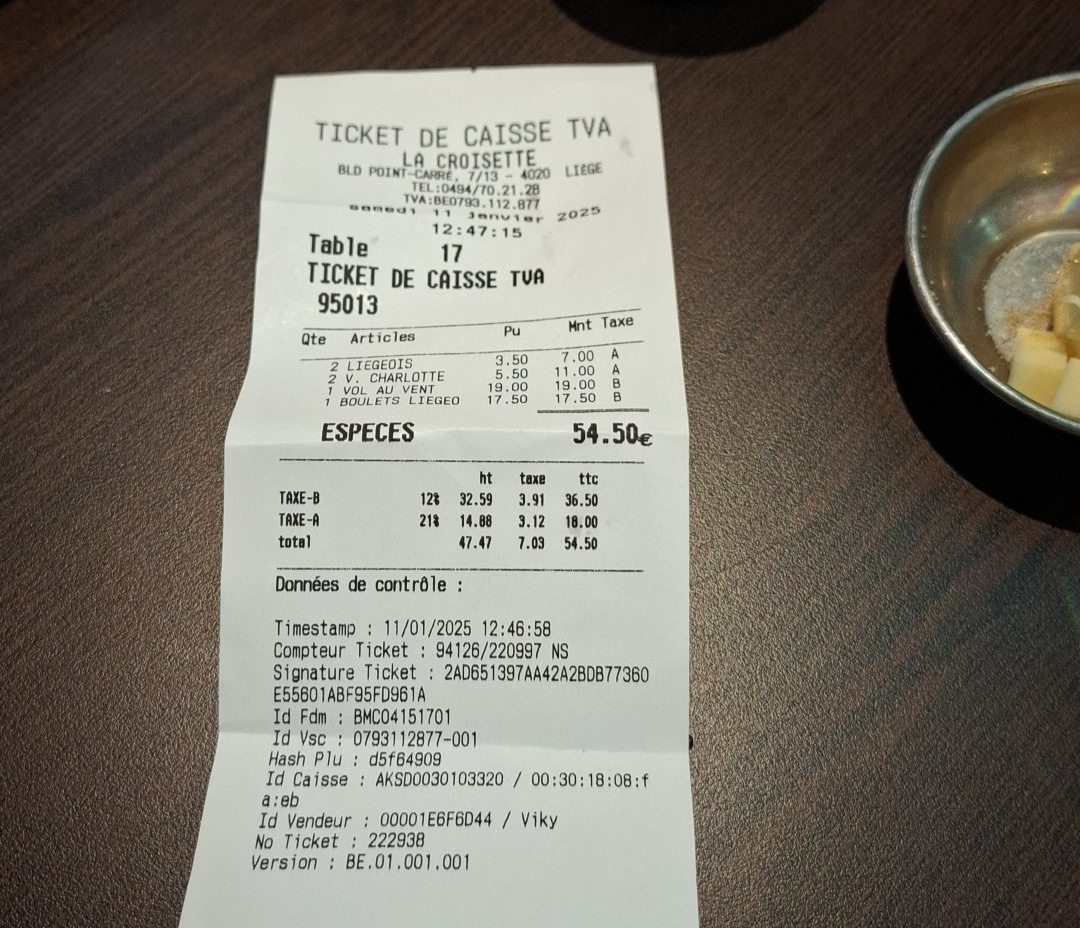 TICKET DE CAISSE TVA
LA CROISETTE
BLD POINT-CARRÉ, 7/13 - 4020 LIÈGE
TEL:0494/70.21.28
TVA:BE0793.112.877
samedi 11 janvier 2025
12:47:15
Table 17
TICKET DE CAISSE TVA
95013
Qte Articles Pu Mnt Taxe
2 LIEGEOIS 3.50 7.00 A
2 V. CHARLOTTE 5.50 11.00 A
1 VOL AU VENT 19.00 19.00 B
1 BOULETS LIEGEO 17.50 17.50 B
ESPECES 54.50€
ht taxe ttc
TAXE-B 12% 32.59 3.91 36.50
TAXE-A 21% 14.88 3.12 18.00
total 47.47 7.03 54.50
Données de contrôle :
Timestamp : 11/01/2025 12:46:58
Compteur Ticket : 94126/220997 NS
Signature Ticket : 2AD651397AA42A2BDB77360
E55601ABF95FD961A
Id Fdm : BMC04151701
Id Vsc : 0793112877-001
Hash Plu : d5f64909
Id Caisse : AKSD0030103320 / 00:30:18:08:f
a:eb
Id Vendeur : 00001E6F6D44 / Viky
No Ticket : 222938
Version : BE.01.001.001